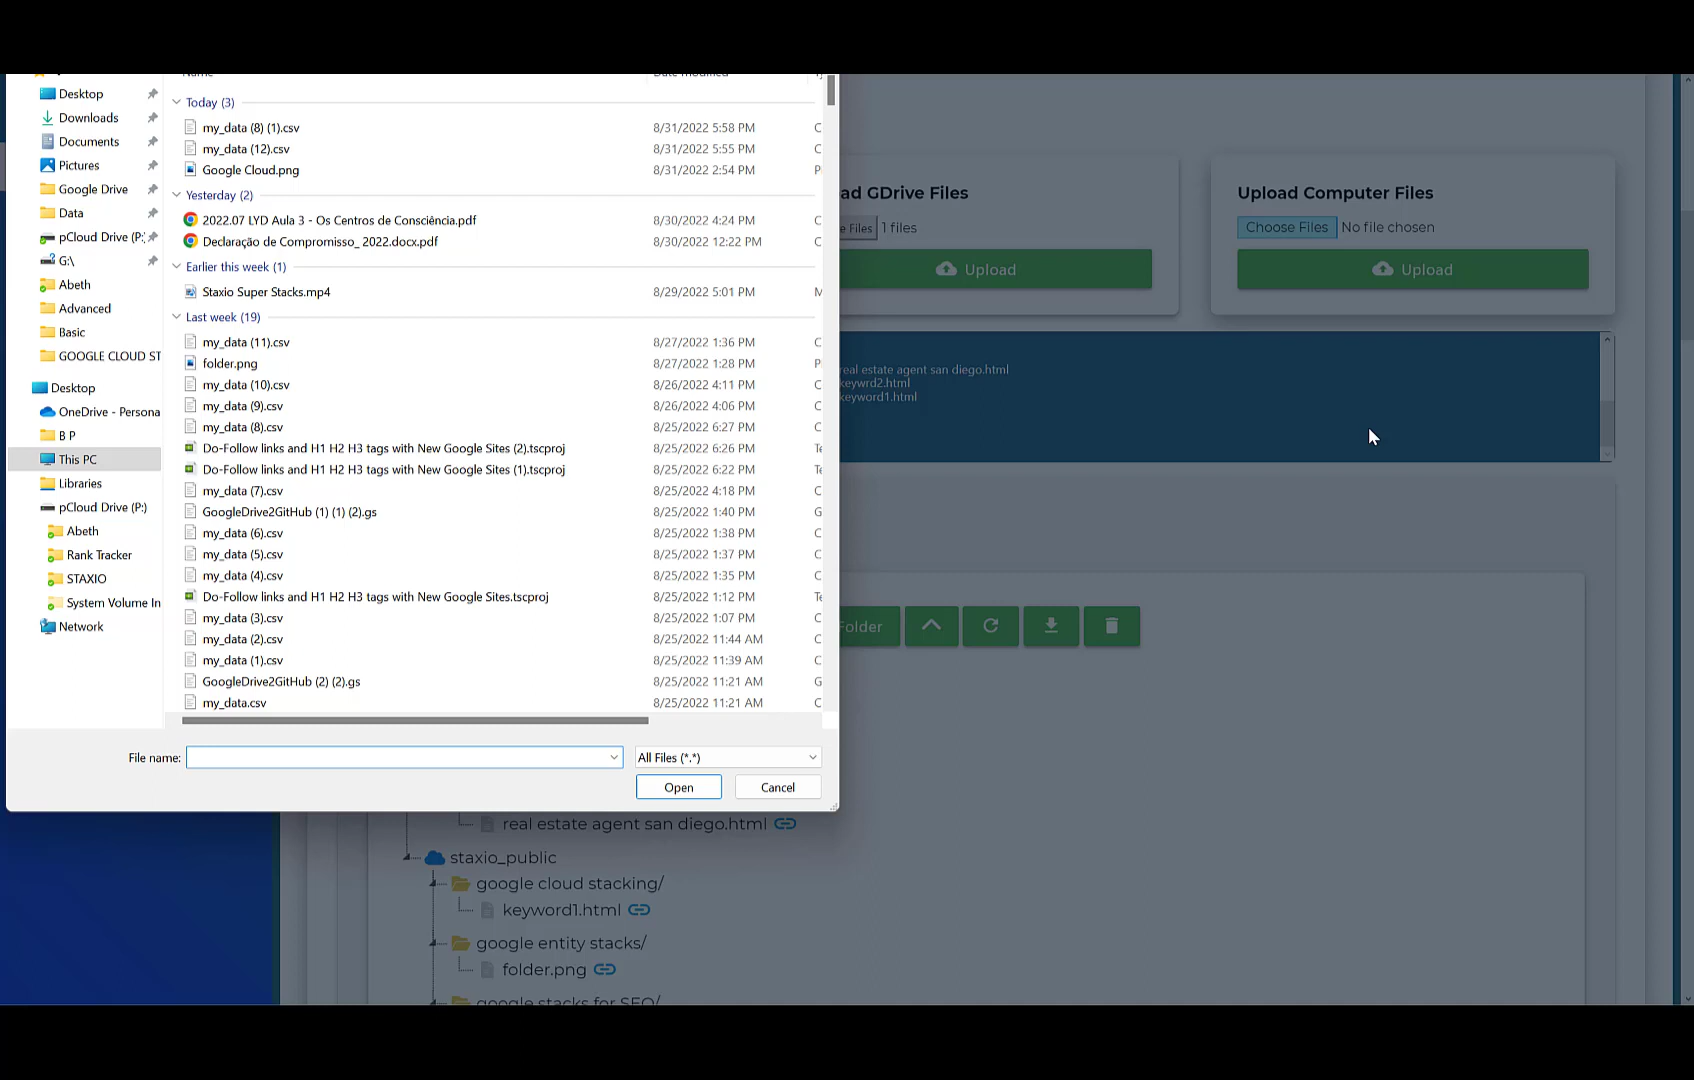 Name Date modified
Desktop
Downloads
Documents
Pictures
Google Drive
Data
pCloud Drive (P:
G:\
Abeth
Advanced
Basic
GOOGLE CLOUD ST
Desktop
OneDrive - Persona
B P
This PC
Libraries
pCloud Drive (P:)
Abeth
Rank Tracker
STAXIO
System Volume In
Network
Today (3)
my_data (8) (1).csv 8/31/2022 5:58 PM C
my_data (12).csv 8/31/2022 5:55 PM C
Google Cloud.png 8/31/2022 2:54 PM P
Yesterday (2)
2022.07 LYD Aula 3 - Os Centros de Consciência.pdf 8/30/2022 4:24 PM C
Declaração de Compromisso_ 2022.docx.pdf 8/30/2022 12:22 PM C
Earlier this week (1)
Staxio Super Stacks.mp4 8/29/2022 5:01 PM M
Last week (19)
my_data (11).csv 8/27/2022 1:36 PM C
folder.png 8/27/2022 1:28 PM P
my_data (10).csv 8/26/2022 4:11 PM C
my_data (9).csv 8/26/2022 4:06 PM C
my_data (8).csv 8/25/2022 6:27 PM C
Do-Follow links and H1 H2 H3 tags with New Google Sites (2).tscproj 8/25/2022 6:26 PM Te
Do-Follow links and H1 H2 H3 tags with New Google Sites (1).tscproj 8/25/2022 6:22 PM Te
my_data (7).csv 8/25/2022 4:18 PM C
GoogleDrive2GitHub (1) (1) (2).gs 8/25/2022 1:40 PM G
my_data (6).csv 8/25/2022 1:38 PM C
my_data (5).csv 8/25/2022 1:37 PM C
my_data (4).csv 8/25/2022 1:35 PM C
Do-Follow links and H1 H2 H3 tags with New Google Sites.tscproj 8/25/2022 1:12 PM Te
my_data (3).csv 8/25/2022 1:07 PM C
my_data (2).csv 8/25/2022 11:44 AM C
my_data (1).csv 8/25/2022 11:39 AM C
GoogleDrive2GitHub (2) (2).gs 8/25/2022 11:21 AM G
my_data.csv 8/25/2022 11:21 AM C
File name: All Files (*.*)
Open Cancel
ad GDrive Files
e Files 1 files
Upload
Upload Computer Files
Choose Files No file chosen
Upload
real estate agent san diego.html
keywrd2.html
keyword1.html
Folder
real estate agent san diego.html
staxio_public
google cloud stacking/
keyword1.html
google entity stacks/
folder.png
google stacks for SEO/